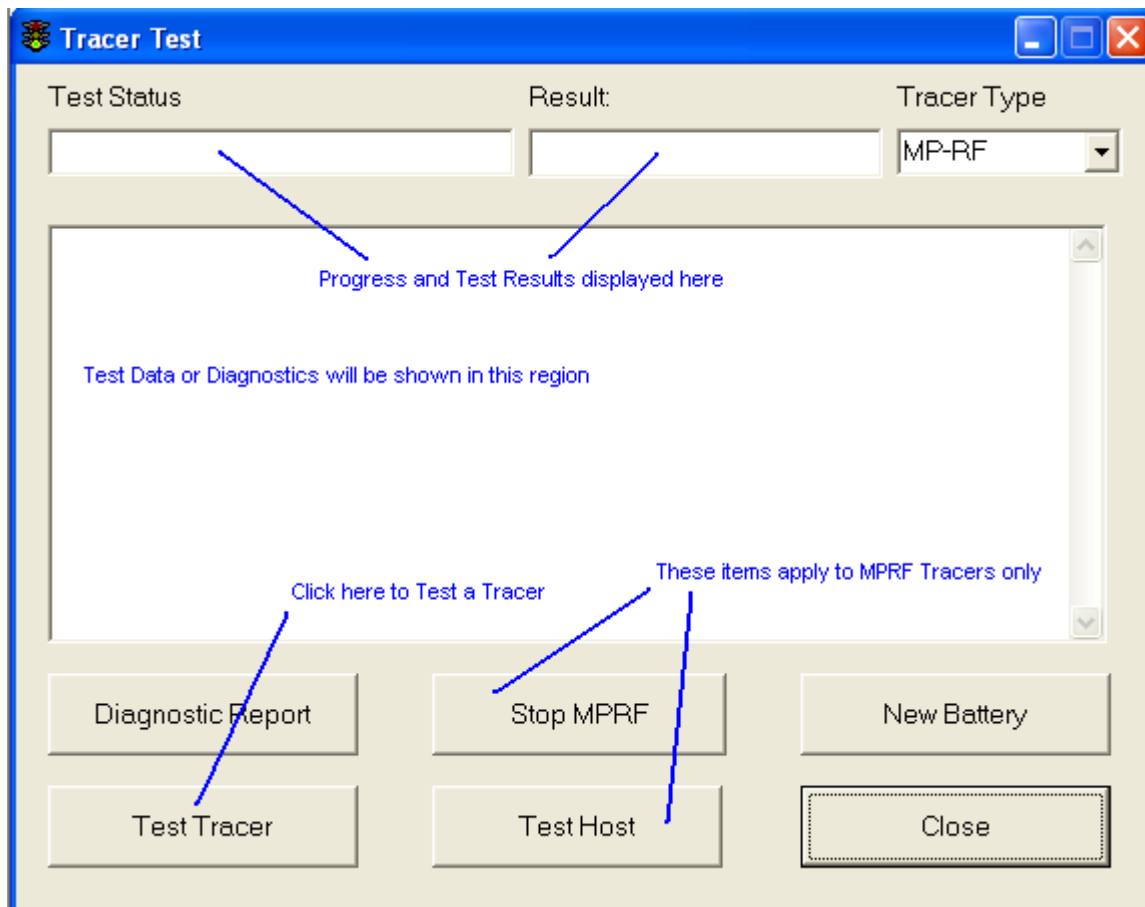 Tracer Test
Test Status
Result:
Tracer Type
MP-RF
Progress and Test Results displayed here
Test Data or Diagnostics will be shown in this region
These items apply to MPRF Tracers only
Click here to Test a Tracer
Diagnostic Report
Stop MPRF
New Battery
Test Tracer
Test Host
Close